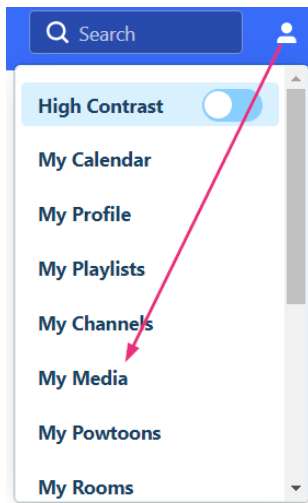 Search
High Contrast
My Calendar
My Profile
My Playlists
My Channels
My Media
My Powtoons
My Rooms